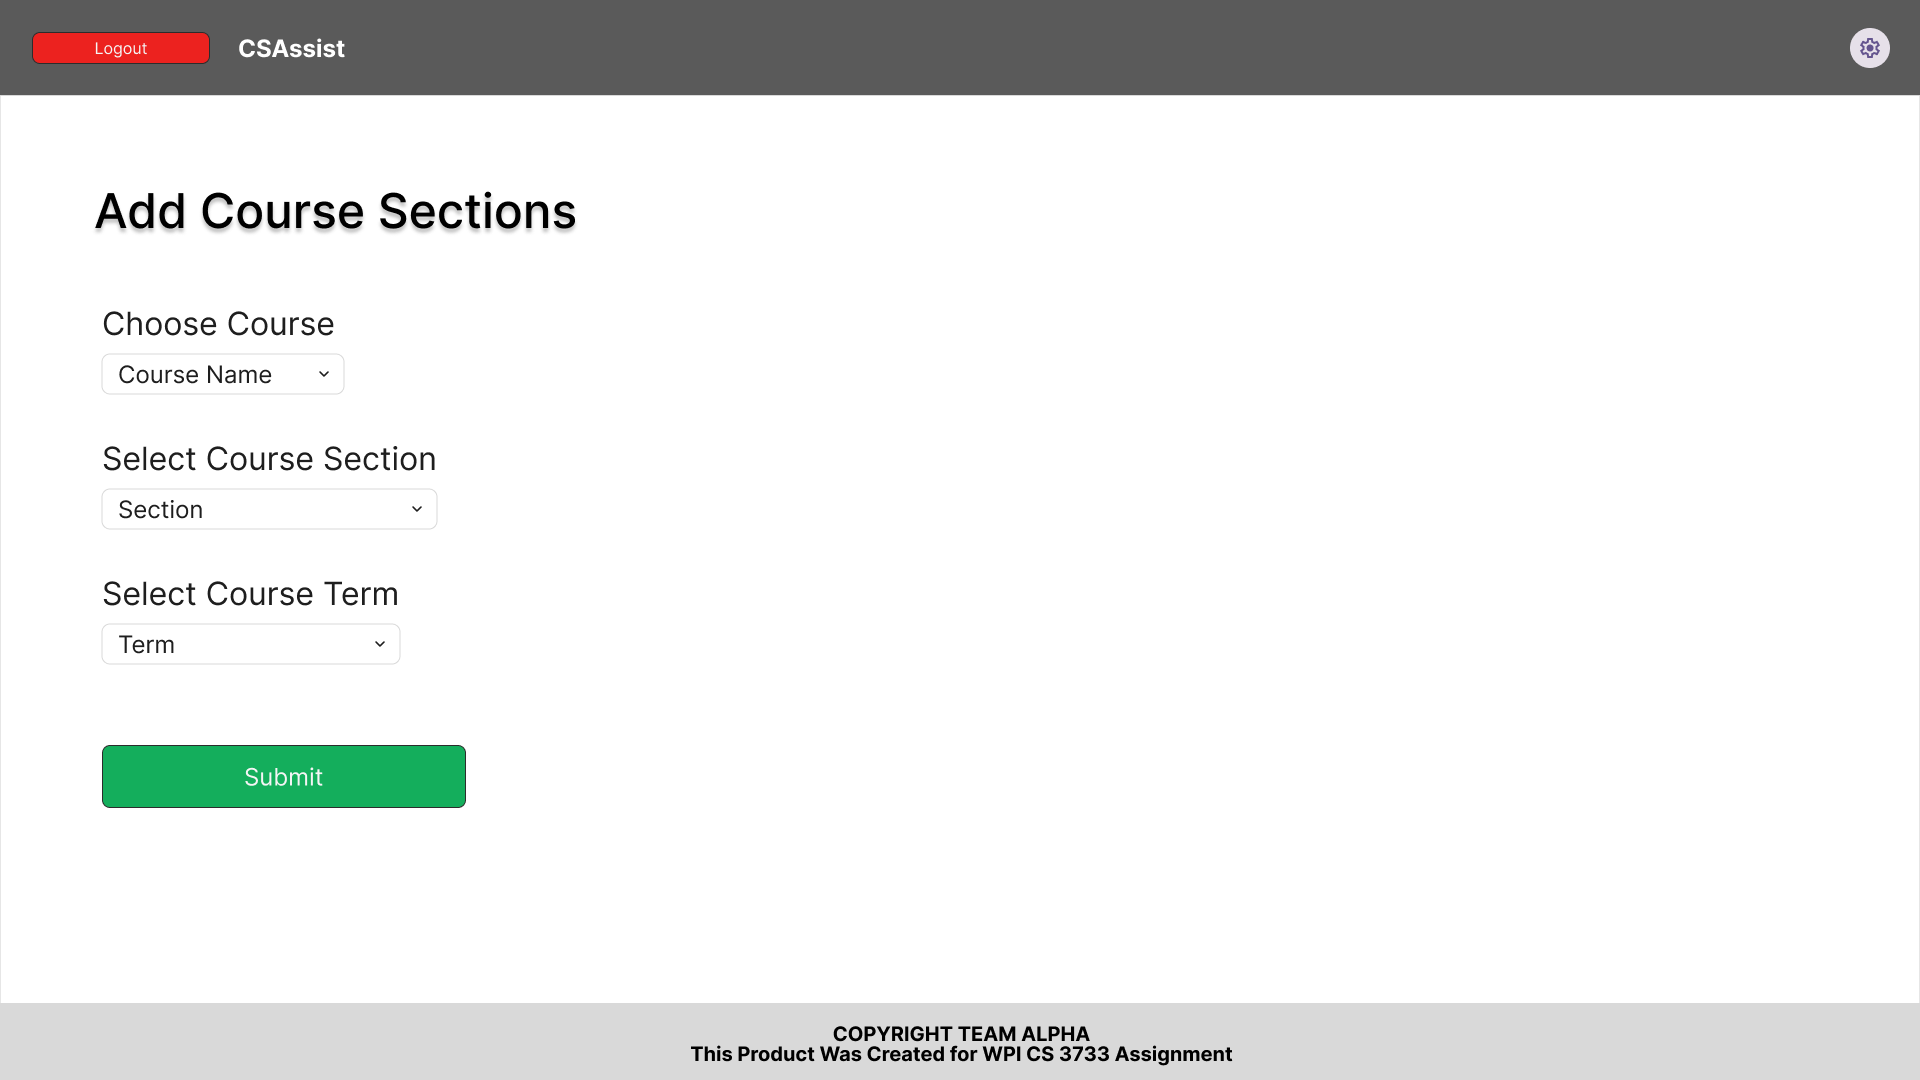 Logout
CSAssist
Add Course Sections
Choose Course
Course Name
Select Course Section
Section
Select Course Term
Term
Submit
COPYRIGHT TEAM ALPHA
This Product Was Created for WPI CS 3733 Assignment